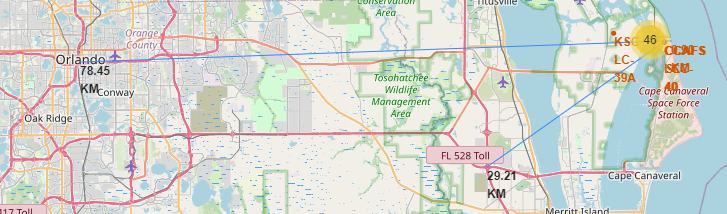 Conservation
Area
Titusville
Orange
County
KSC
LC-
39A
46
CCAFS
KM
40
Orlando
78.45
KM
Conway
Tosohatchee
Wildlife
Management
Area
Cape Canaveral
Space Force
Station
Oak Ridge
FL 528 Toll
29.21
KM
Cape Canaveral
417 Toll
Merritt Island